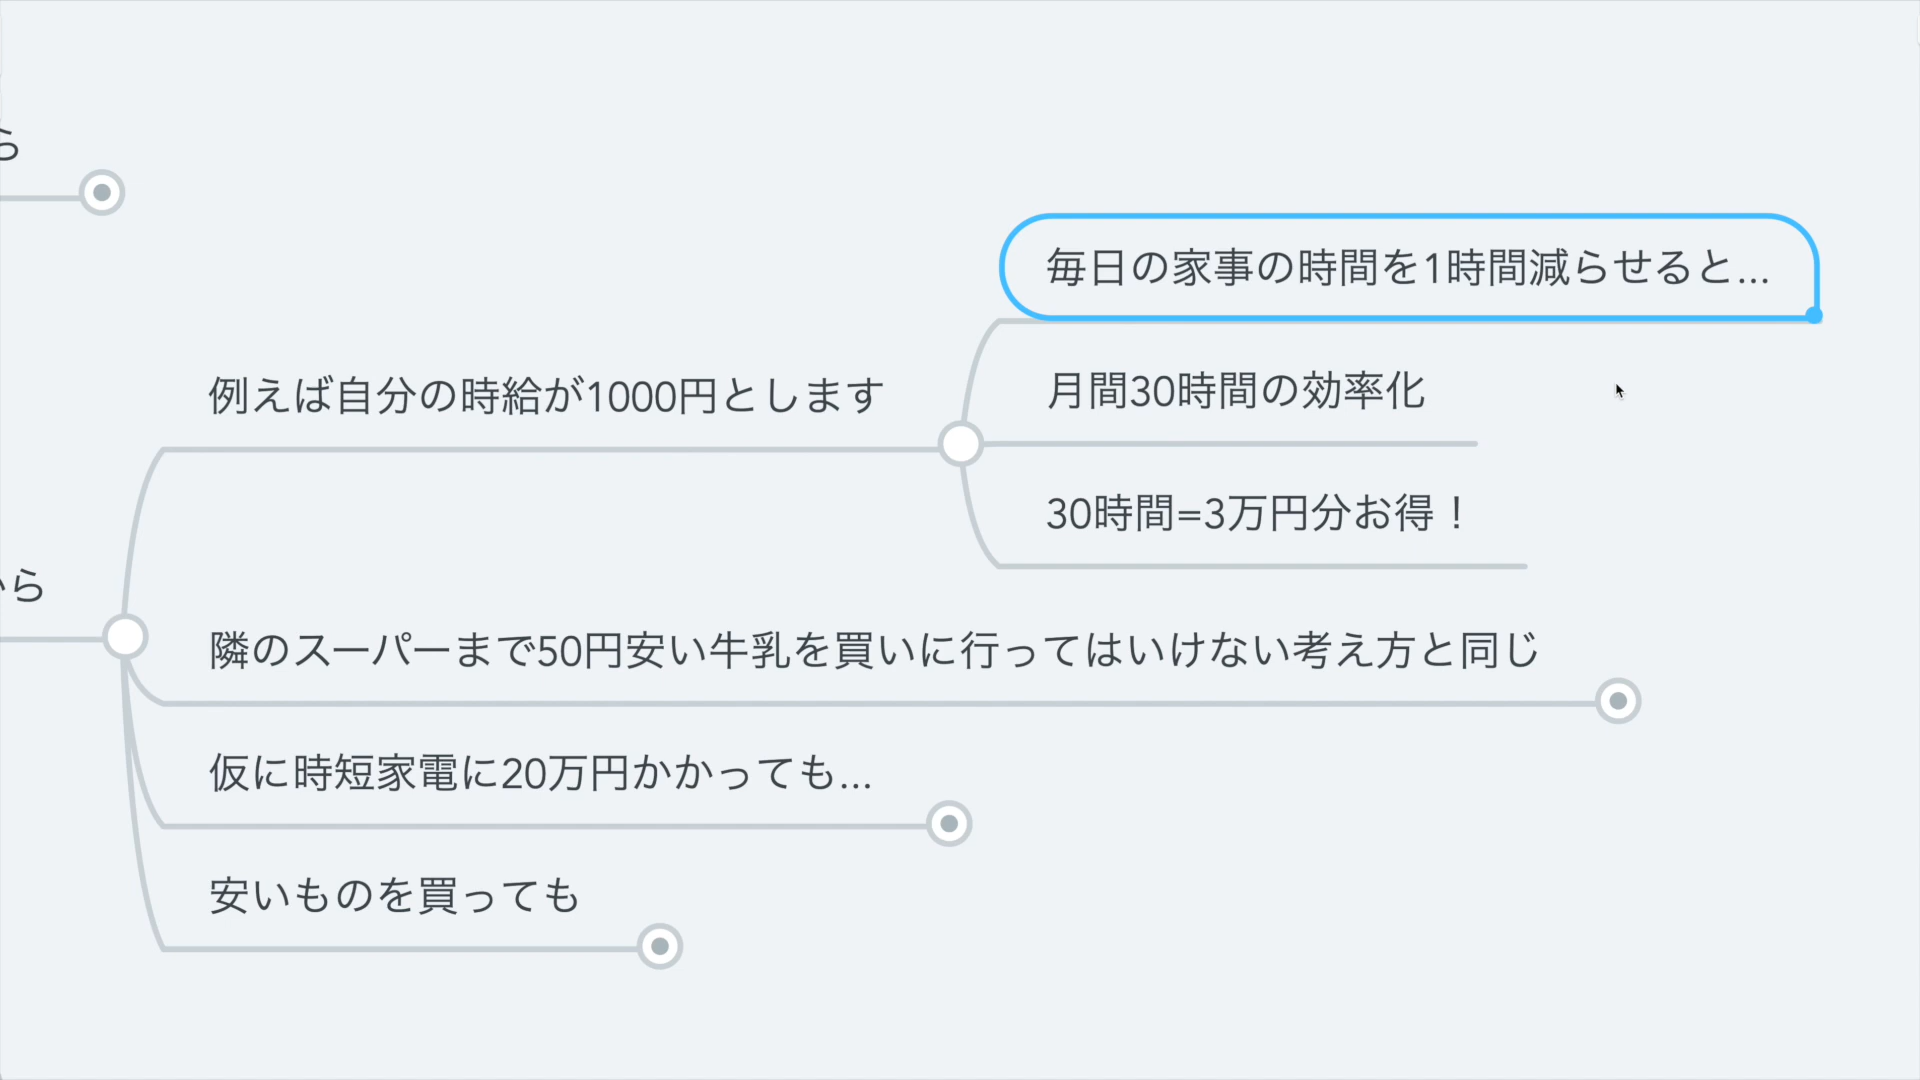 ら
から
例えば自分の時給が1000円とします
毎日の家事の時間を1時間減らせると...
月間30時間の効率化
30時間=3万円分お得！
隣のスーパーまで50円安い牛乳を買いに行ってはいけない考え方と同じ
仮に時短家電に20万円かかっても...
安いものを買っても